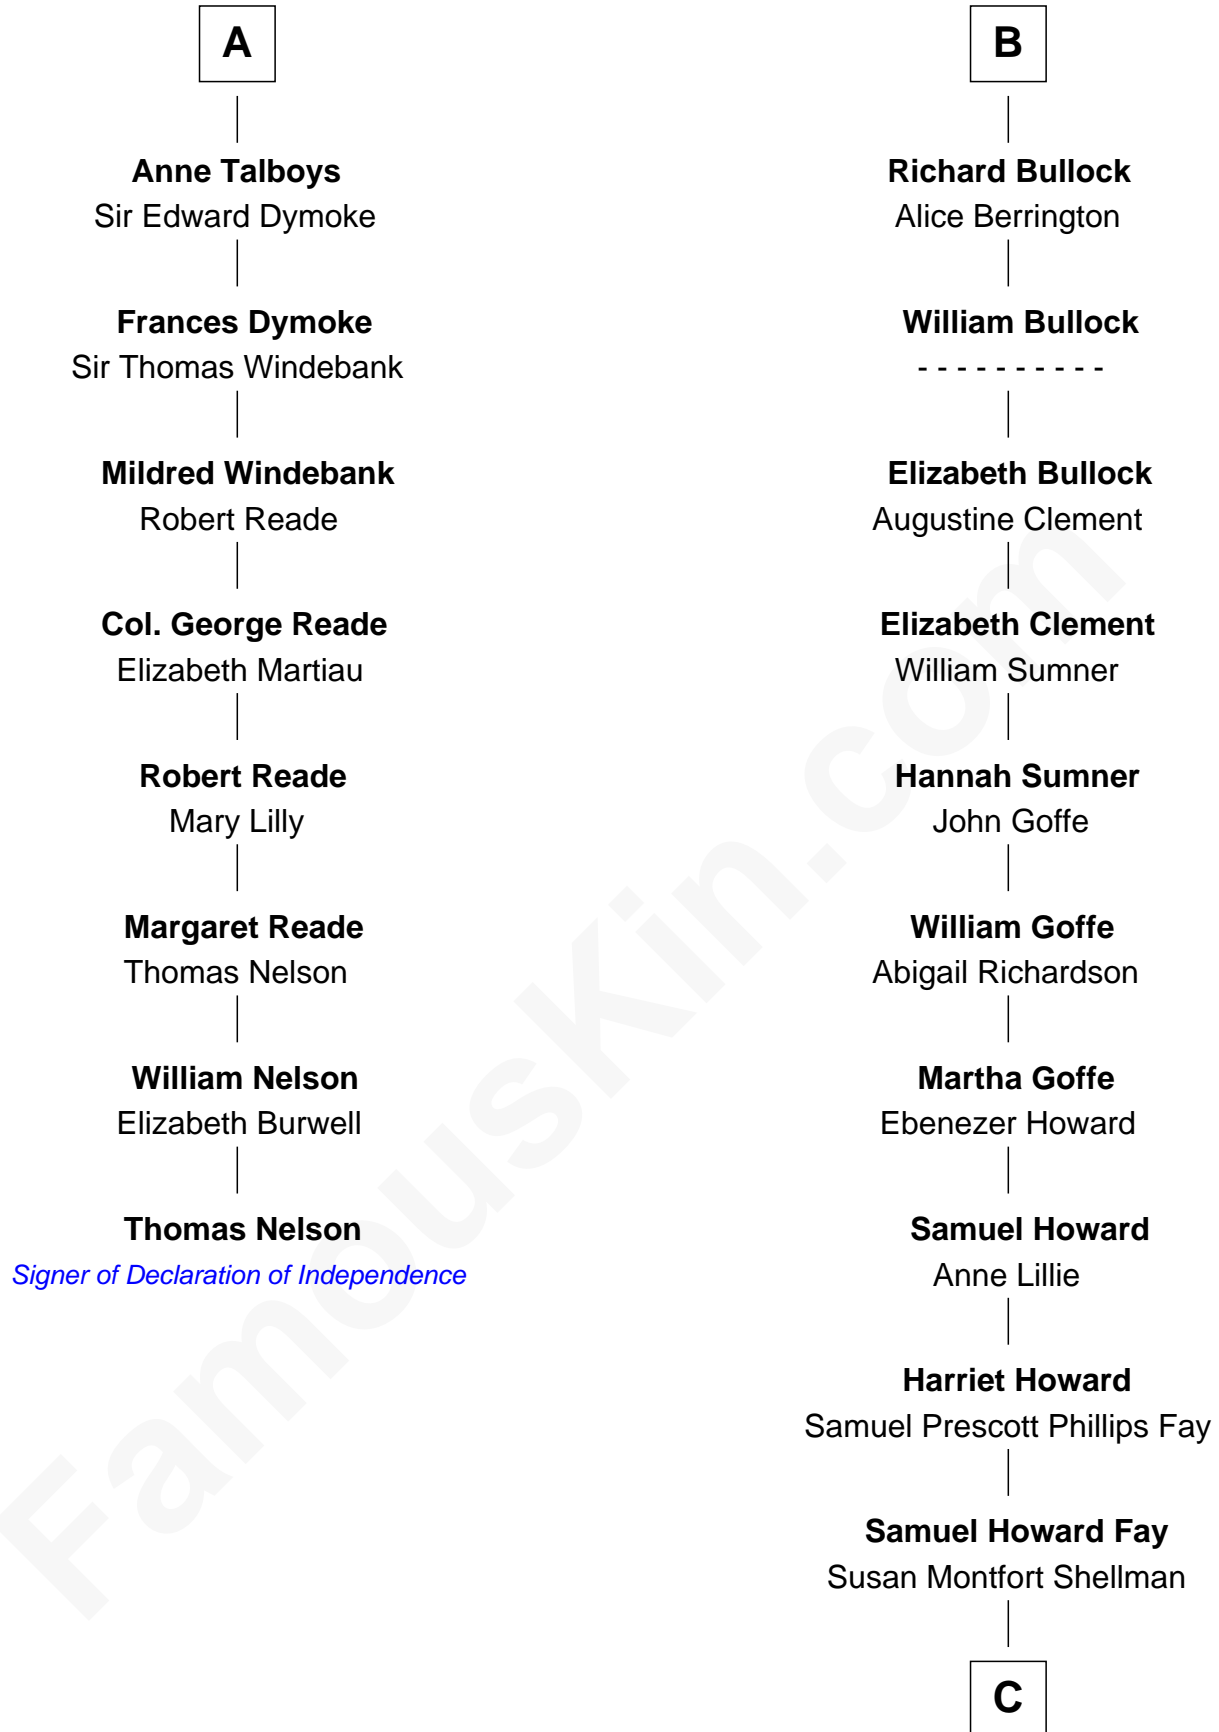 A
Anne Talboys
Sir Edward Dymoke
Frances Dymoke
Sir Thomas Windebank
Mildred Windebank
Robert Reade
Col. George Reade
Elizabeth Martiau
Robert Reade
Mary Lilly
Margaret Reade
Thomas Nelson
William Nelson
Elizabeth Burwell
Thomas Nelson
Signer of Declaration of Independence
B
Richard Bullock
Alice Berrington
William Bullock
- - - - - - - - - -
Elizabeth Bullock
Augustine Clement
Elizabeth Clement
William Sumner
Hannah Sumner
John Goffe
William Goffe
Abigail Richardson
Martha Goffe
Ebenezer Howard
Samuel Howard
Anne Lillie
Harriet Howard
Samuel Prescott Phillips Fay
Samuel Howard Fay
Susan Montfort Shellman
C
FamousKin.com